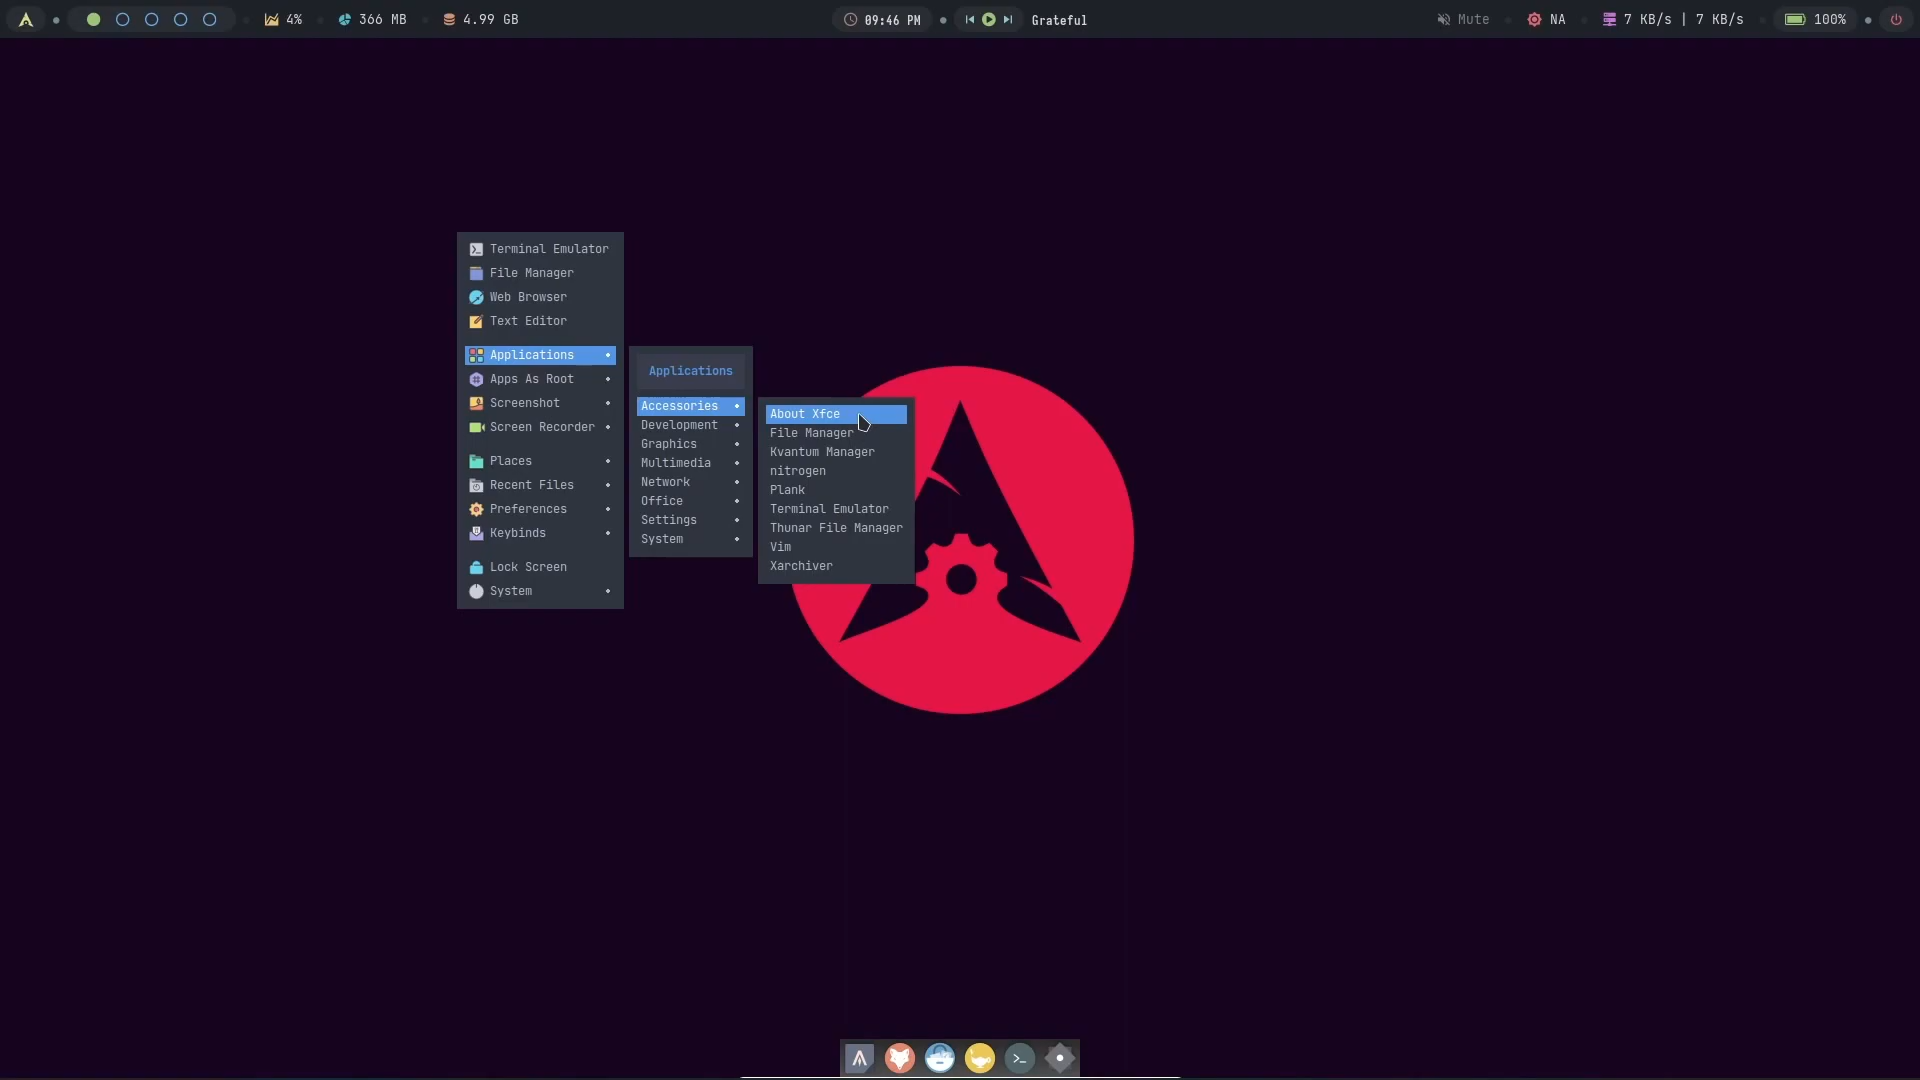 4%
366 MB
4.99 GB
09:46 PM
Grateful
Mute
NA
7 KB/s | 7 KB/s
100%
Terminal Emulator
File Manager
Web Browser
Text Editor
Applications
Apps As Root
Screenshot
Screen Recorder
Places
Recent Files
Preferences
Keybinds
Lock Screen
System
Applications
Accessories
Development
Graphics
Multimedia
Network
Office
Settings
System
About Xfce
File Manager
Kvantum Manager
nitrogen
Plank
Terminal Emulator
Thunar File Manager
Vim
Xarchiver